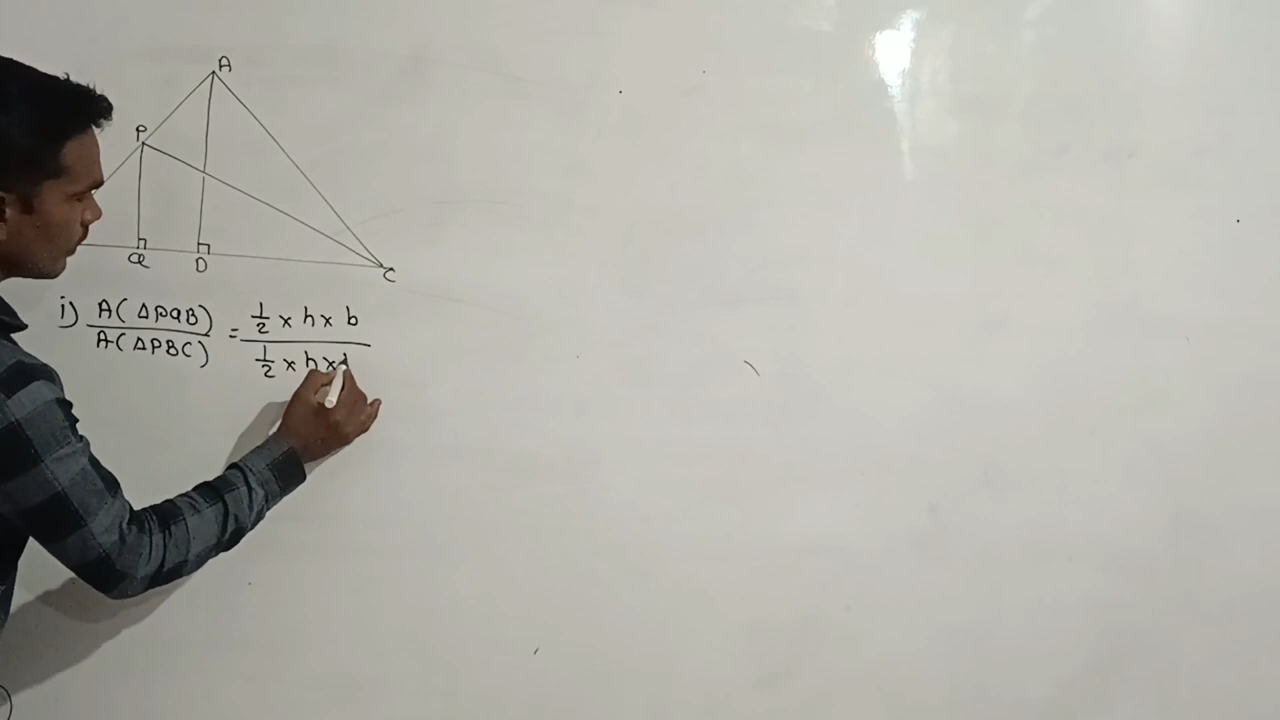 A
P
Q D
C
i) A(ΔPQB) / A(ΔPBC) = 1/2 × h × b / 1/2 × h ×